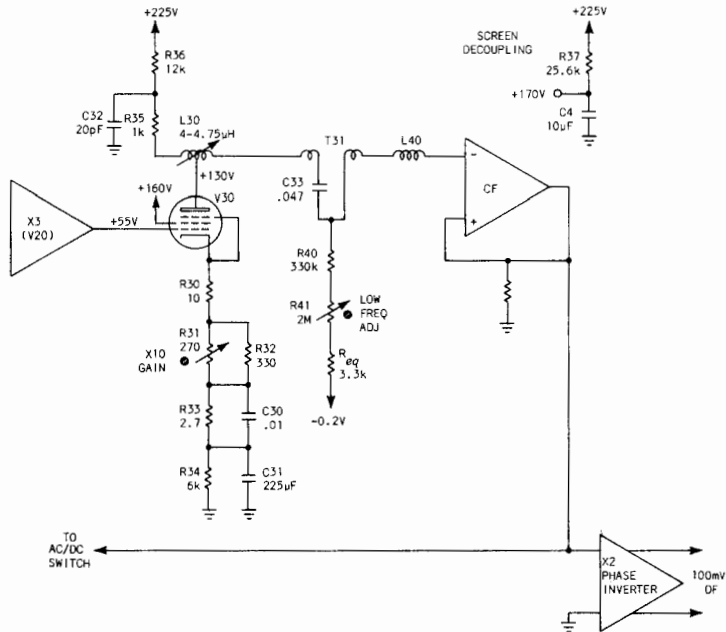 +225V
R36
12k
C32
20pF
R35
1k
L30
4-4.75μH
+130V
V30
+160V
X3
(V20)
+55V
T31
C33
.047
L40
SCREEN
DECOUPLING
+225V
R37
25.6k
+170V
C4
10μF
-
CF
+
R30
10
R31
270
X10
GAIN
R32
330
R33
2.7
C30
.01
R34
6k
C31
225μF
R40
330k
R41
2M
LOW
FREQ
ADJ
Req
3.3k
-0.2V
TO
AC/DC
SWITCH
X2
PHASE
INVERTER
100mV
OF